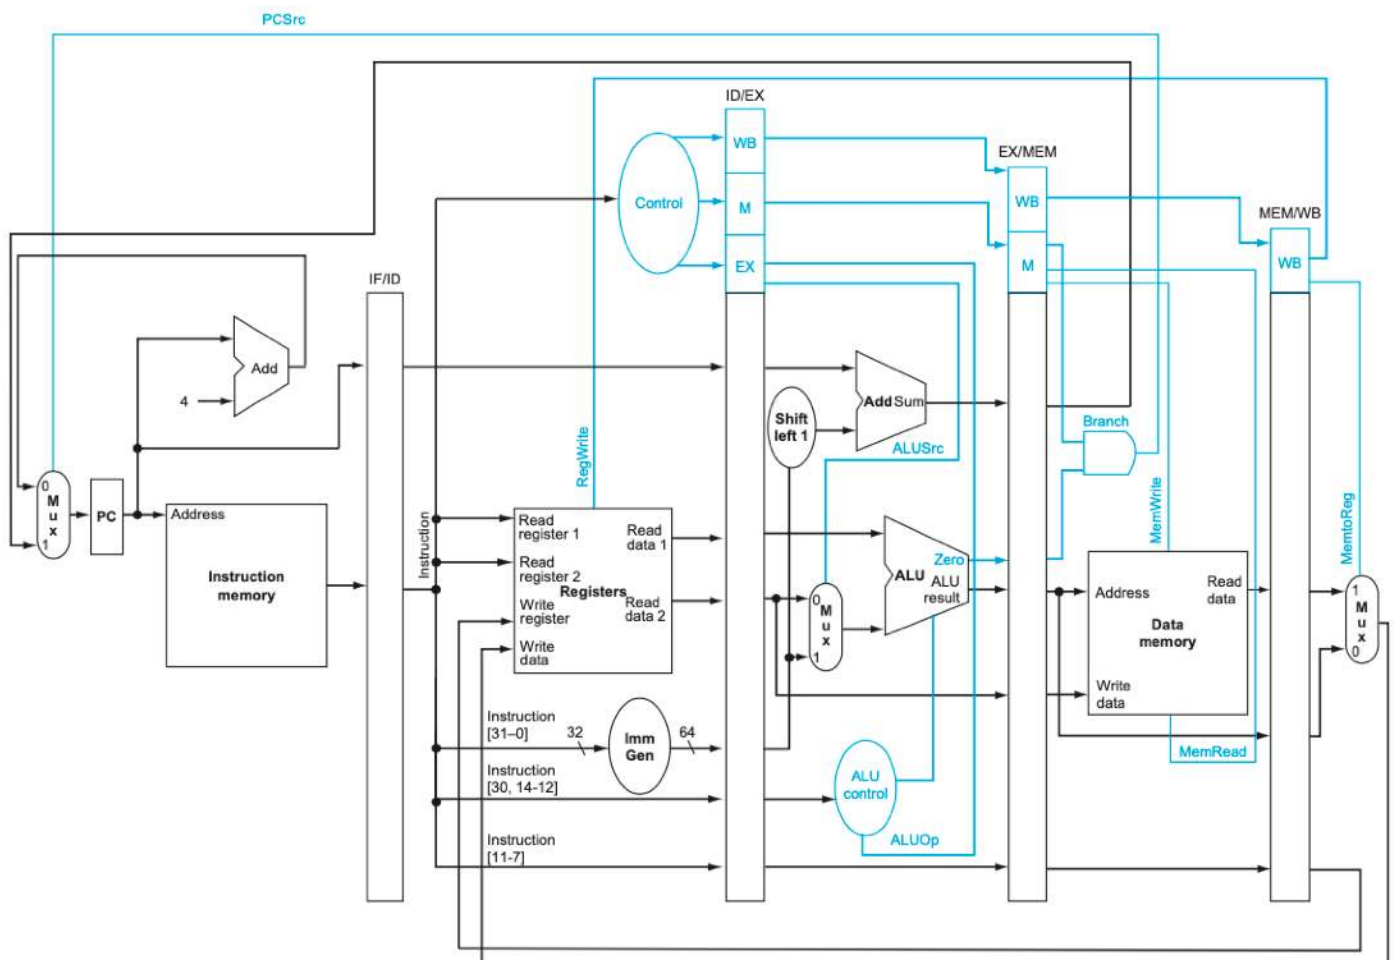 PCSrc
ID/EX
WB
EX/MEM
Control
M
WB
MEM/WB
EX
M
WB
IF/ID
Add
4
Shift
left 1
Add Sum
Branch
ALUSrc
RegWrite
MemWrite
MemtoReg
0
M
u
x
1
PC
Address
Instruction
memory
Instruction
Read
register 1
Read
register 2
Write
register
Write
data
Registers
Read
data 1
Read
data 2
0
M
u
x
1
Zero
ALU
ALU
result
Address
Read
data
Data
memory
Write
data
MemRead
1
M
u
x
0
Instruction
[31–0]
32
Imm
Gen
64
Instruction
[30, 14-12]
ALU
control
ALUOp
Instruction
[11-7]